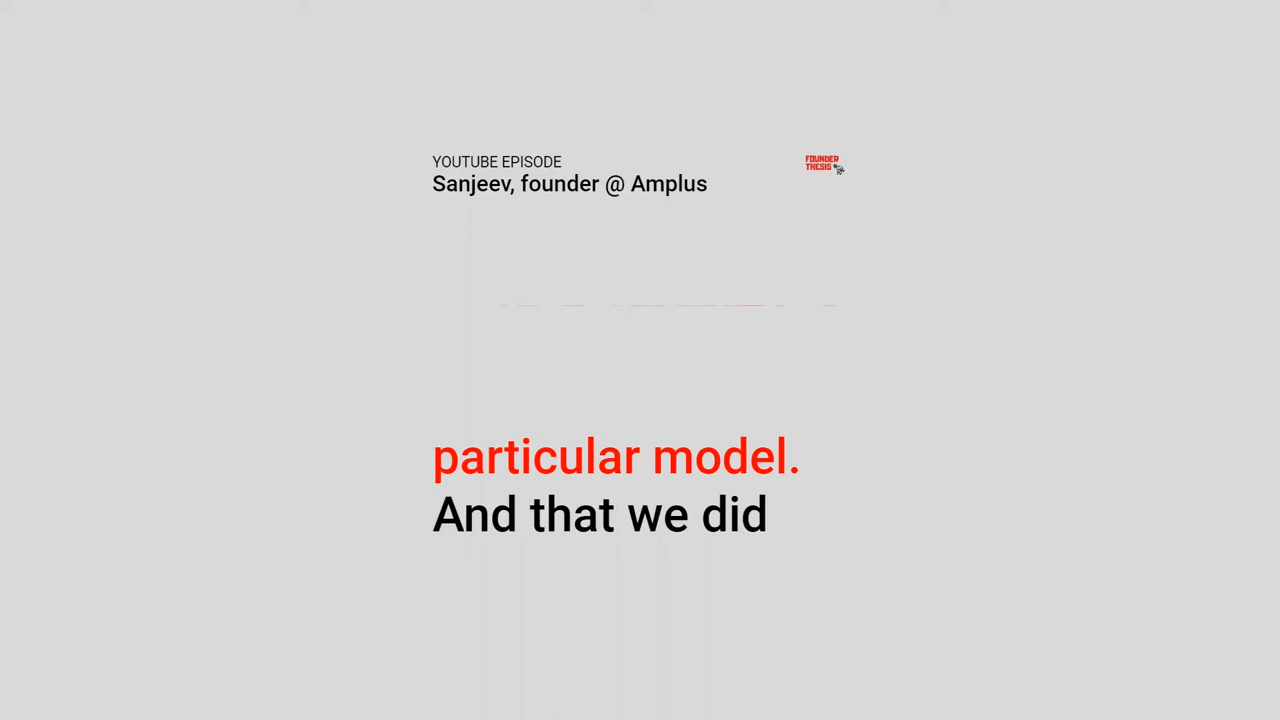 YOUTUBE EPISODE
Sanjeev, founder @ Amplus
FOUNDER
THESIS
particular model.
And that we did